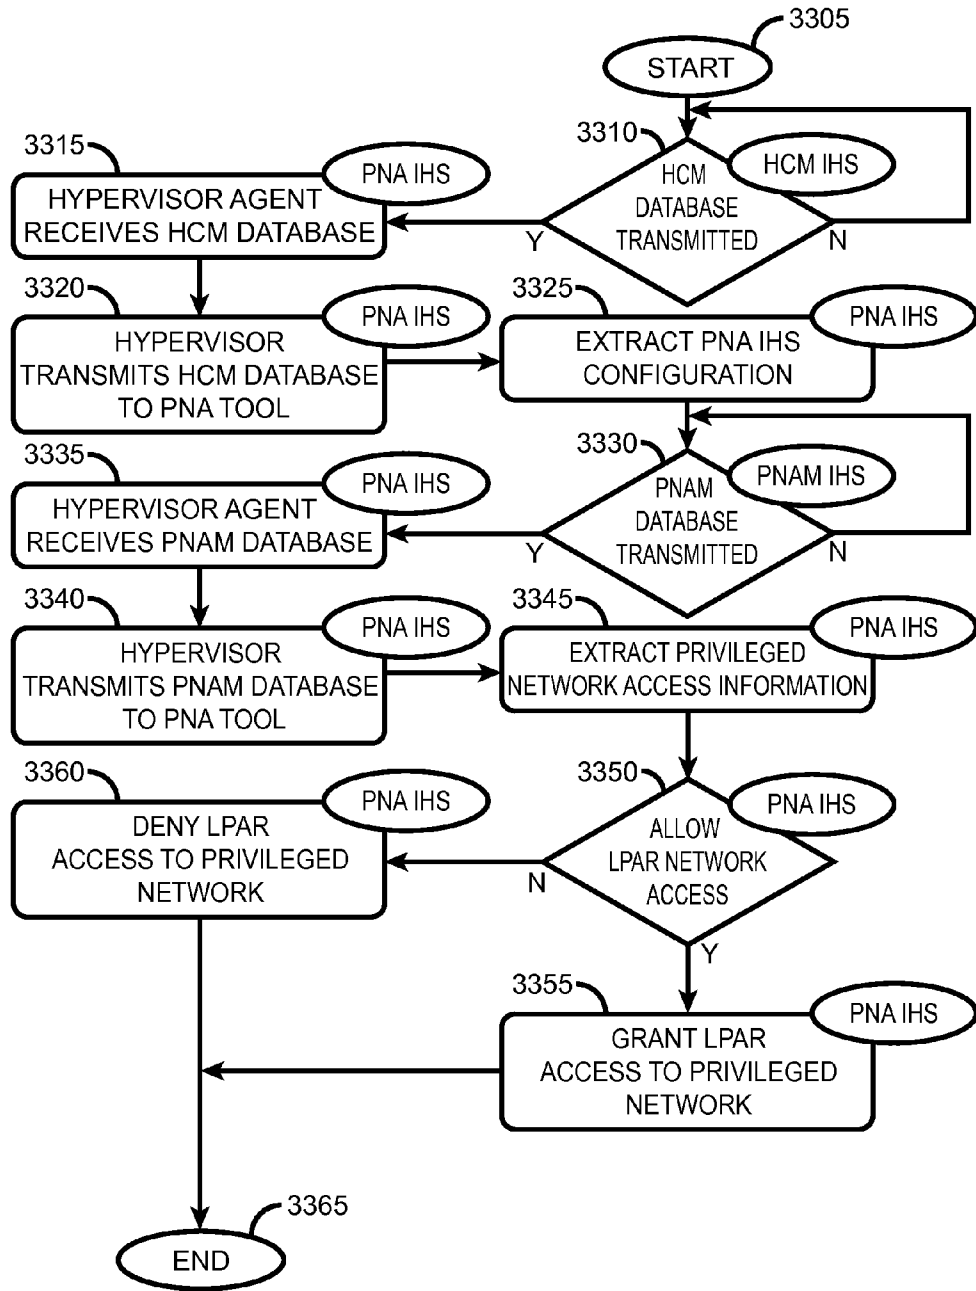 3305
START
3310
HCM
DATABASE
TRANSMITTED
HCM IHS
Y
N
3315
PNA IHS
HYPERVISOR AGENT
RECEIVES HCM DATABASE
3320
PNA IHS
HYPERVISOR
TRANSMITS HCM DATABASE
TO PNA TOOL
3325
PNA IHS
EXTRACT PNA IHS
CONFIGURATION
3330
PNAM
DATABASE
TRANSMITTED
PNAM IHS
Y
N
3335
PNA IHS
HYPERVISOR AGENT
RECEIVES PNAM DATABASE
3340
PNA IHS
HYPERVISOR
TRANSMITS PNAM DATABASE
TO PNA TOOL
3345
PNA IHS
EXTRACT PRIVILEGED
NETWORK ACCESS INFORMATION
3350
PNA IHS
ALLOW
LPAR NETWORK
ACCESS
N
Y
3360
PNA IHS
DENY LPAR
ACCESS TO PRIVILEGED
NETWORK
3355
PNA IHS
GRANT LPAR
ACCESS TO PRIVILEGED
NETWORK
3365
END